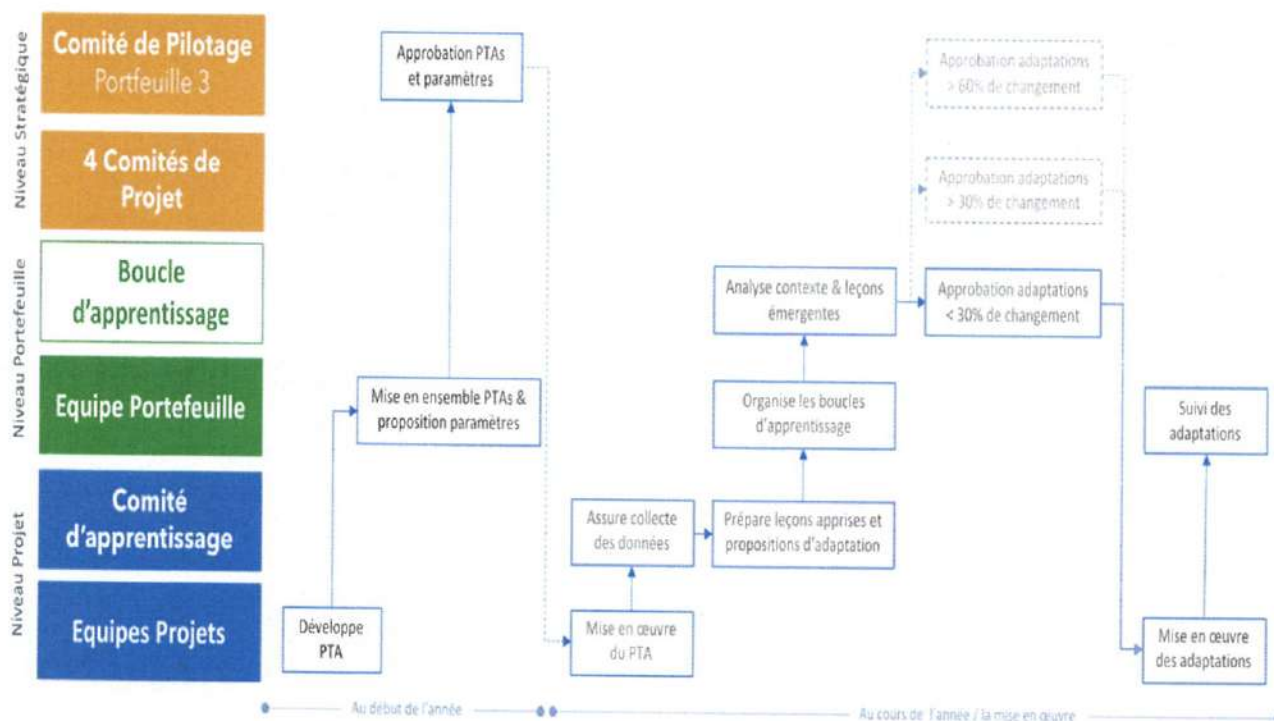 Niveau Stratégique
Comité de Pilotage
Portfeuille 3
4 Comités de
Projet
Niveau Portefeuille
Boucle
d'apprentissage
Equipe Portefeuille
Niveau Projet
Comité
d'apprentissage
Equipes Projets
Développe
PTA
Mise en ensemble PTAs &
proposition paramètres
Approbation PTAs
et paramètres
Mise en œuvre
du PTA
Assure collecte
des données
Prépare leçons apprises et
propositions d'adaptation
Organise les boucles
d'apprentissage
Analyse contexte & leçons
émergentes
Approbation adaptations
> 60% de changement
Approbation adaptations
> 30% de changement
Approbation adaptations
< 30% de changement
Mise en œuvre
des adaptations
Suivi des
adaptations
Au début de l'année
Au cours de l'année / la mise en œuvre